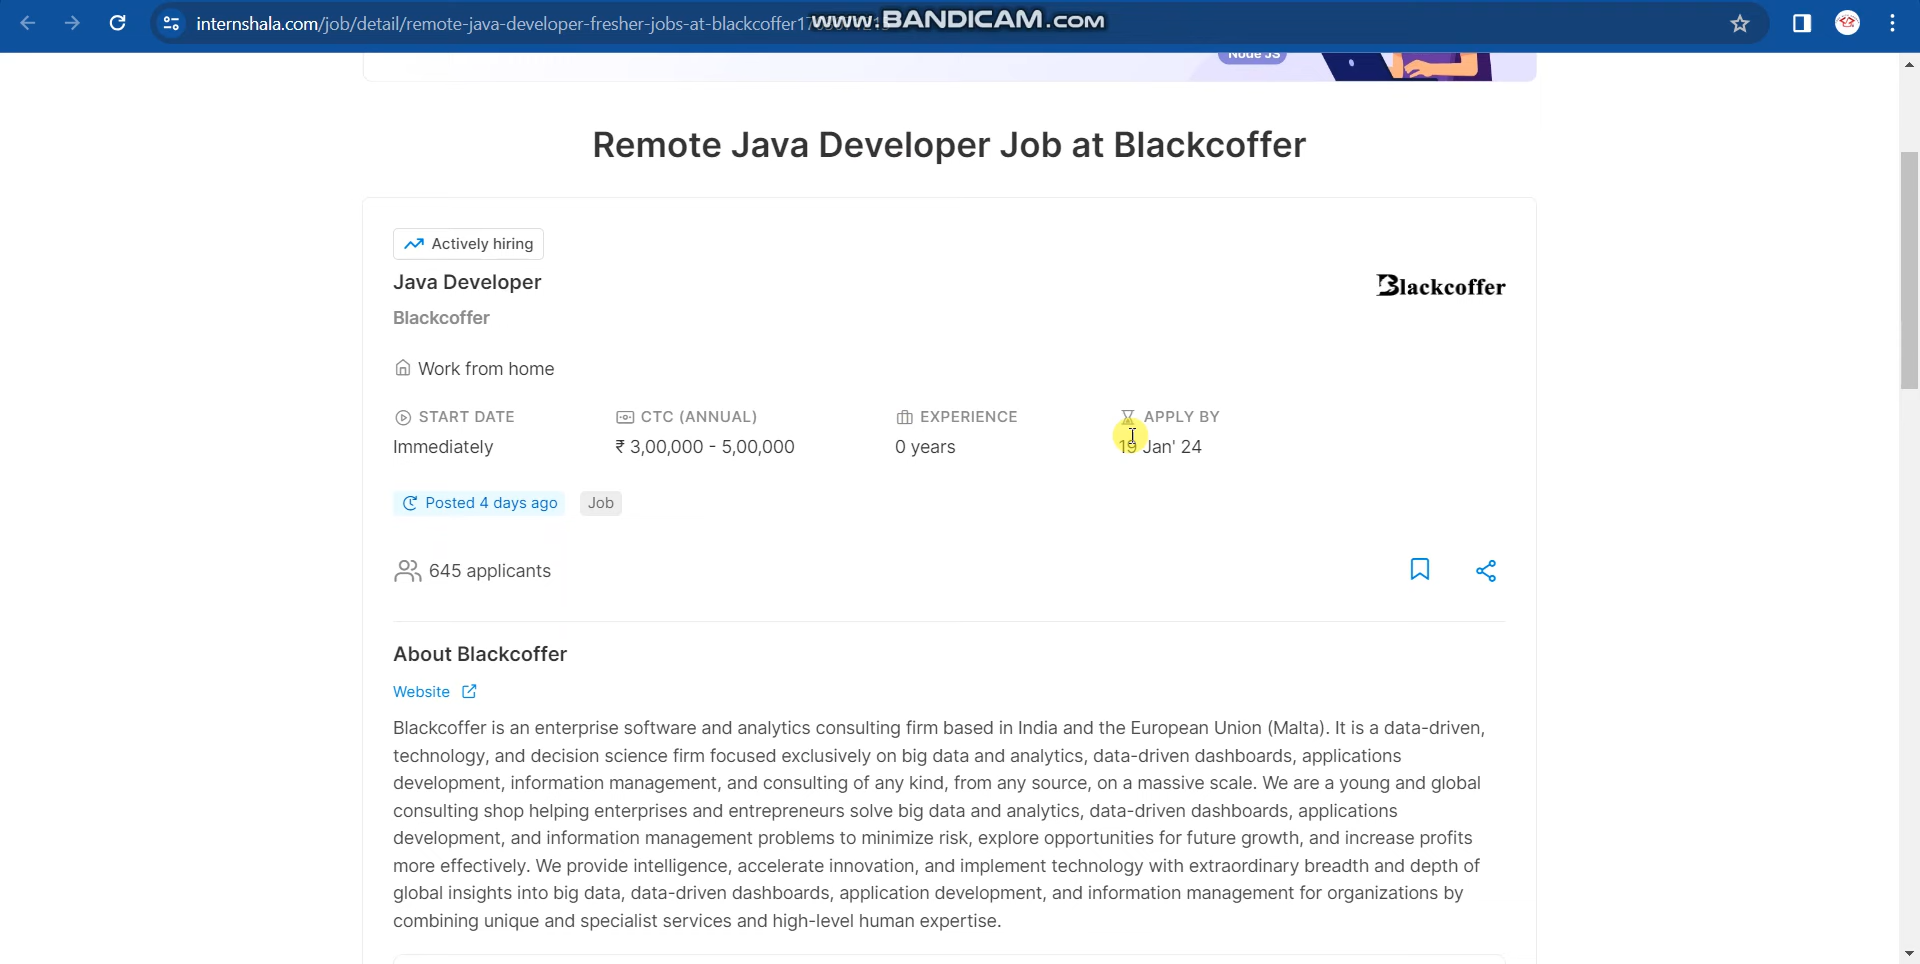 internshala.com/job/detail/remote-java-developer-fresher-jobs-at-blackcoffer
www.BANDICAM.com
Node JS
Remote Java Developer Job at Blackcoffer
Actively hiring
Java Developer
Blackcoffer
Blackcoffer
Work from home
START DATE CTC (ANNUAL) EXPERIENCE APPLY BY
Immediately ₹ 3,00,000 - 5,00,000 0 years 19 Jan' 24
Posted 4 days ago Job
645 applicants
About Blackcoffer
Website
Blackcoffer is an enterprise software and analytics consulting firm based in India and the European Union (Malta). It is a data-driven,
technology, and decision science firm focused exclusively on big data and analytics, data-driven dashboards, applications
development, information management, and consulting of any kind, from any source, on a massive scale. We are a young and global
consulting shop helping enterprises and entrepreneurs solve big data and analytics, data-driven dashboards, applications
development, and information management problems to minimize risk, explore opportunities for future growth, and increase profits
more effectively. We provide intelligence, accelerate innovation, and implement technology with extraordinary breadth and depth of
global insights into big data, data-driven dashboards, application development, and information management for organizations by
combining unique and specialist services and high-level human expertise.